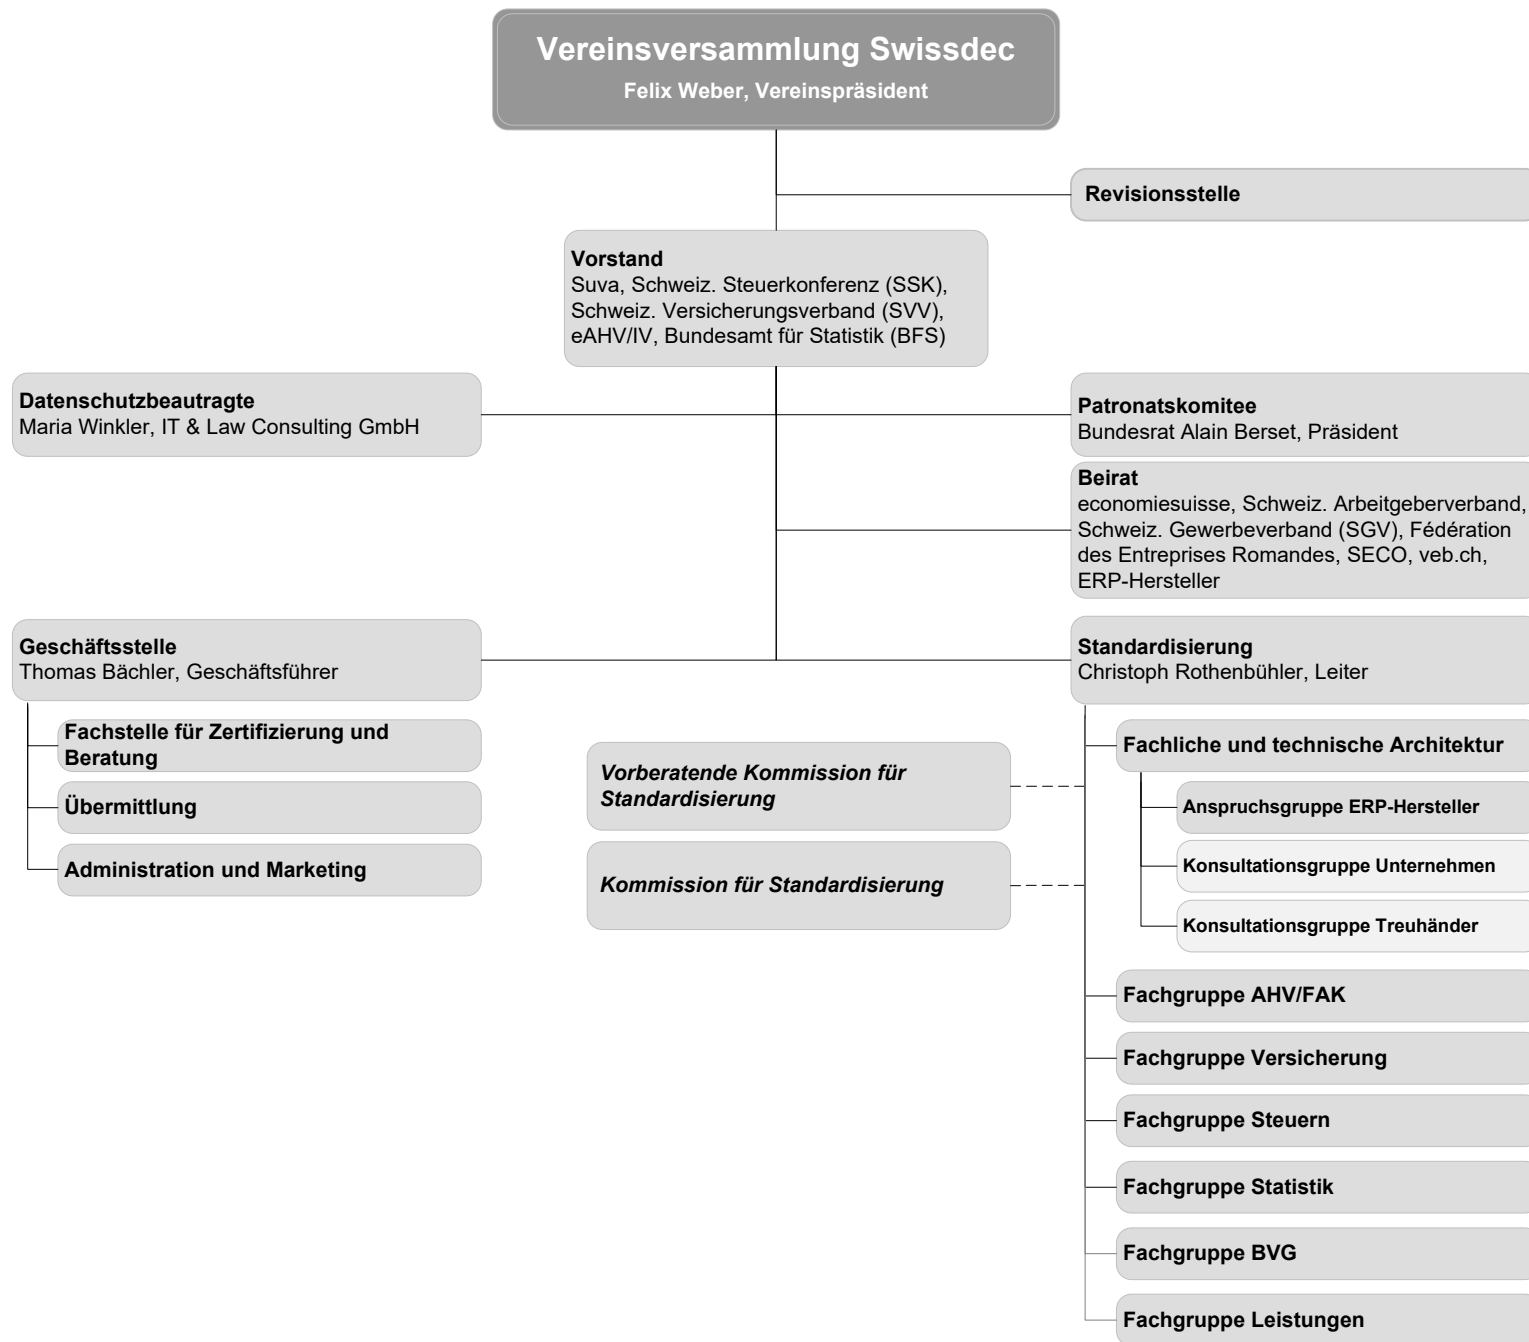 Vereinsversammlung Swissdec
Felix Weber, Vereinspräsident
Revisionsstelle
Vorstand
Suva, Schweiz. Steuerkonferenz (SSK),
Schweiz. Versicherungsverband (SVV),
eAHV/IV, Bundesamt für Statistik (BFS)
Datenschutzbeautragte
Maria Winkler, IT & Law Consulting GmbH
Patronatskomitee
Bundesrat Alain Berset, Präsident
Beirat
economiesuisse, Schweiz. Arbeitgeberverband,
Schweiz. Gewerbeverband (SGV), Fédération
des Entreprises Romandes, SECO, veb.ch,
ERP-Hersteller
Geschäftsstelle
Thomas Bächler, Geschäftsführer
Fachstelle für Zertifizierung und
Beratung
Übermittlung
Administration und Marketing
Standardisierung
Christoph Rothenbühler, Leiter
Vorberatende Kommission für
Standardisierung
Kommission für Standardisierung
Fachliche und technische Architektur
Anspruchsgruppe ERP-Hersteller
Konsultationsgruppe Unternehmen
Konsultationsgruppe Treuhänder
Fachgruppe AHV/FAK
Fachgruppe Versicherung
Fachgruppe Steuern
Fachgruppe Statistik
Fachgruppe BVG
Fachgruppe Leistungen